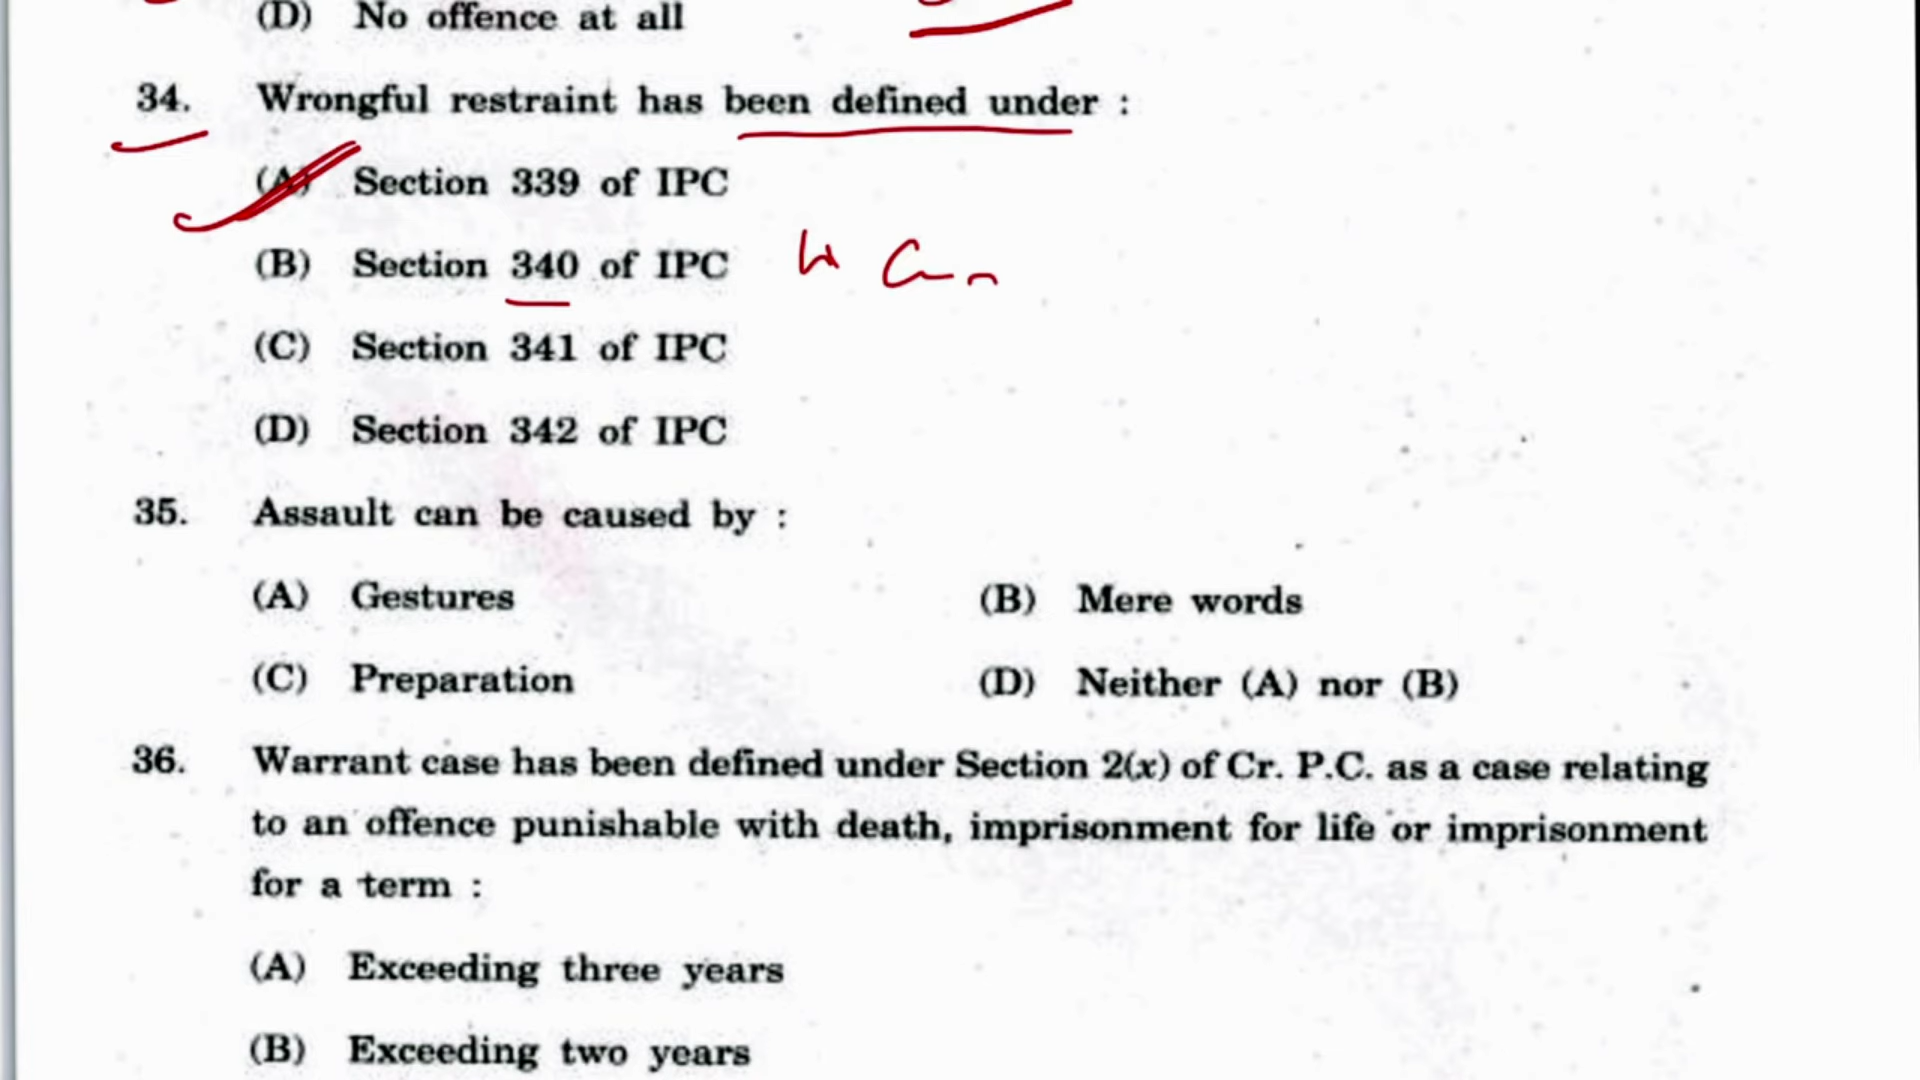 (D) No offence at all
34. Wrongful restraint has been defined under :
(A) Section 339 of IPC
(B) Section 340 of IPC
(C) Section 341 of IPC
(D) Section 342 of IPC
35. Assault can be caused by :
(A) Gestures (B) Mere words
(C) Preparation (D) Neither (A) nor (B)
36. Warrant case has been defined under Section 2(x) of Cr. P.C. as a case relating
to an offence punishable with death, imprisonment for life or imprisonment
for a term :
(A) Exceeding three years
(B) Exceeding two years